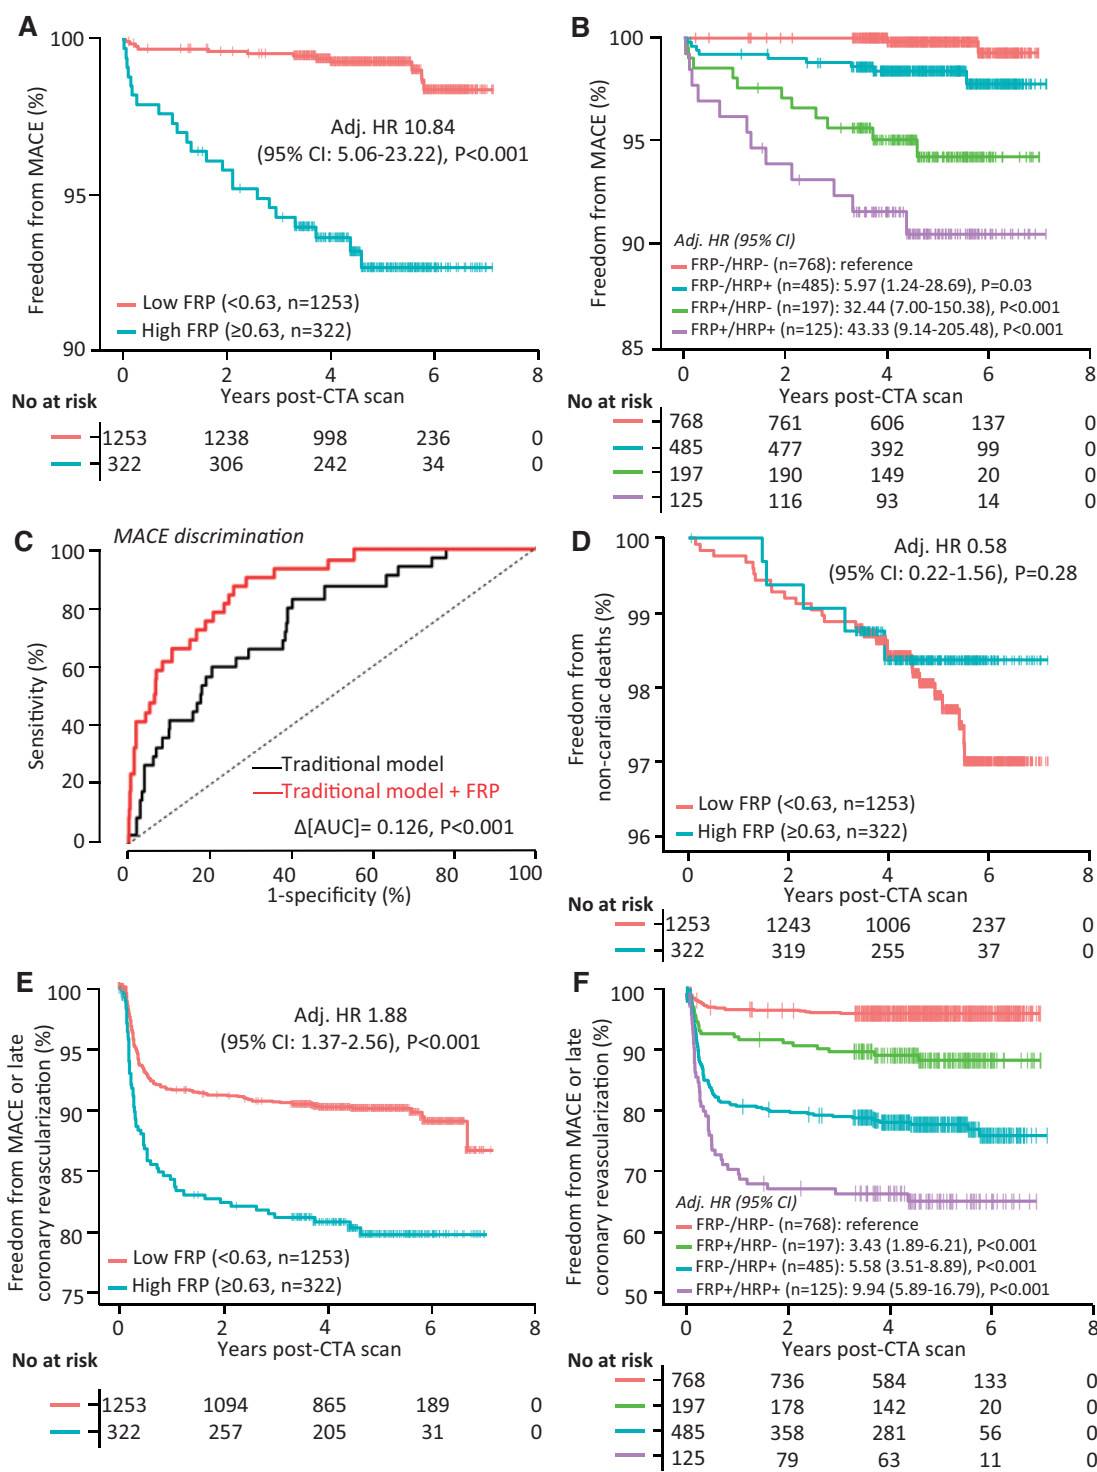 A
Freedom from MACE (%)
100
95
90
Adj. HR 10.84
(95% CI: 5.06-23.22), P<0.001
Low FRP (<0.63, n=1253)
High FRP (≥0.63, n=322)
0 2 4 6 8
Years post-CTA scan
No at risk
1253 1238 998 236 0
322 306 242 34 0
B
Freedom from MACE (%)
100
95
90
85
Adj. HR (95% CI)
FRP-/HRP- (n=768): reference
FRP-/HRP+ (n=485): 5.97 (1.24-28.69), P=0.03
FRP+/HRP- (n=197): 32.44 (7.00-150.38), P<0.001
FRP+/HRP+ (n=125): 43.33 (9.14-205.48), P<0.001
0 2 4 6 8
Years post-CTA scan
No at risk
768 761 606 137 0
485 477 392 99 0
197 190 149 20 0
125 116 93 14 0
C
MACE discrimination
Sensitivity (%)
100
80
60
40
20
0
Traditional model
Traditional model + FRP
Δ[AUC]= 0.126, P<0.001
0 20 40 60 80 100
1-specificity (%)
D
Freedom from
non-cardiac deaths (%)
100
99
98
97
96
Adj. HR 0.58
(95% CI: 0.22-1.56), P=0.28
Low FRP (<0.63, n=1253)
High FRP (≥0.63, n=322)
0 2 4 6 8
Years post-CTA scan
No at risk
1253 1243 1006 237 0
322 319 255 37 0
E
Freedom from MACE or late
coronary revascularization (%)
100
95
90
85
80
75
Adj. HR 1.88
(95% CI: 1.37-2.56), P<0.001
Low FRP (<0.63, n=1253)
High FRP (≥0.63, n=322)
0 2 4 6 8
Years post-CTA scan
No at risk
1253 1094 865 189 0
322 257 205 31 0
F
Freedom from MACE or late
coronary revascularization (%)
100
90
80
70
60
50
Adj. HR (95% CI)
FRP-/HRP- (n=768): reference
FRP+/HRP- (n=197): 3.43 (1.89-6.21), P<0.001
FRP-/HRP+ (n=485): 5.58 (3.51-8.89), P<0.001
FRP+/HRP+ (n=125): 9.94 (5.89-16.79), P<0.001
0 2 4 6 8
Years post-CTA scan
No at risk
768 736 584 133 0
197 178 142 20 0
485 358 281 56 0
125 79 63 11 0